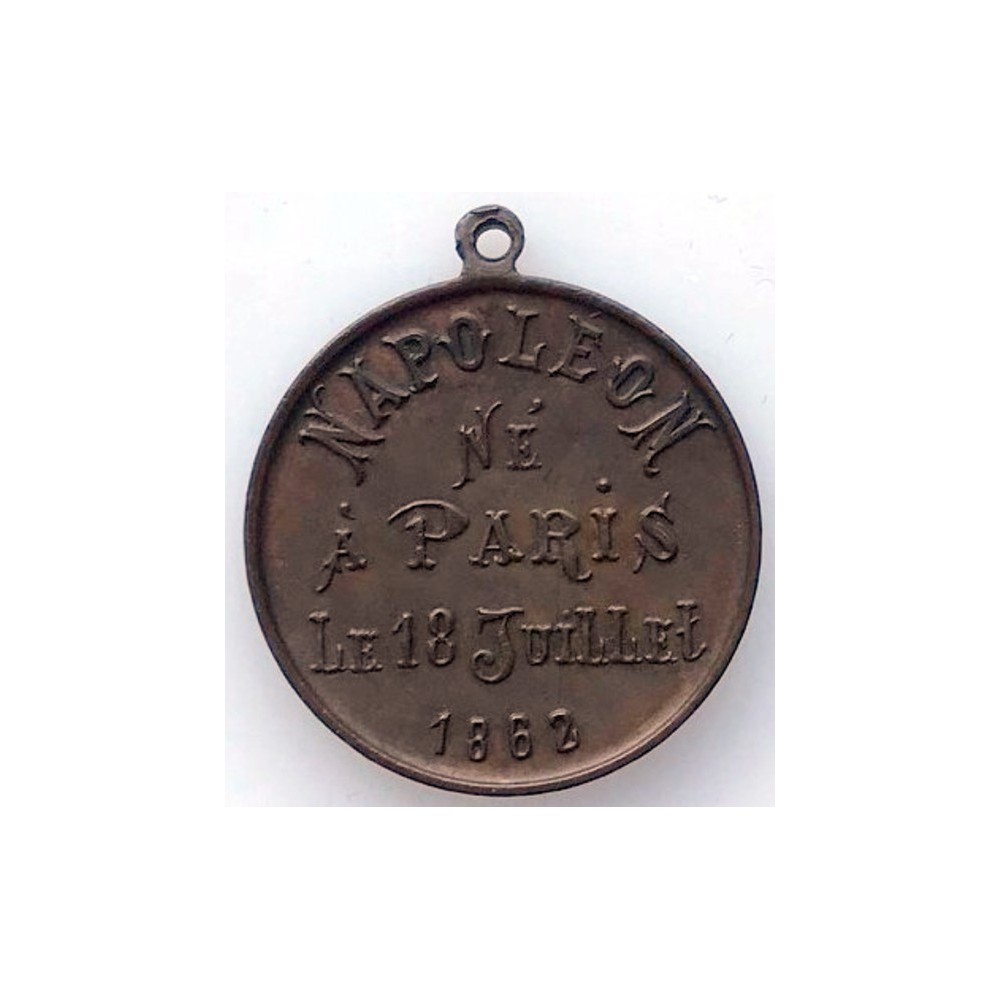 NAPOLÉON
NÉ
À PARIS
LE 18 JUILLET
1862